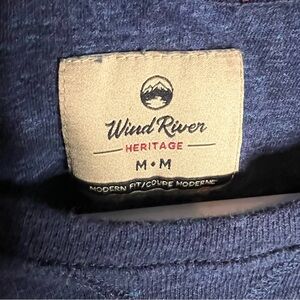 Wind River
HERITAGE
M • M
MODERN FIT/COUPE MODERNE